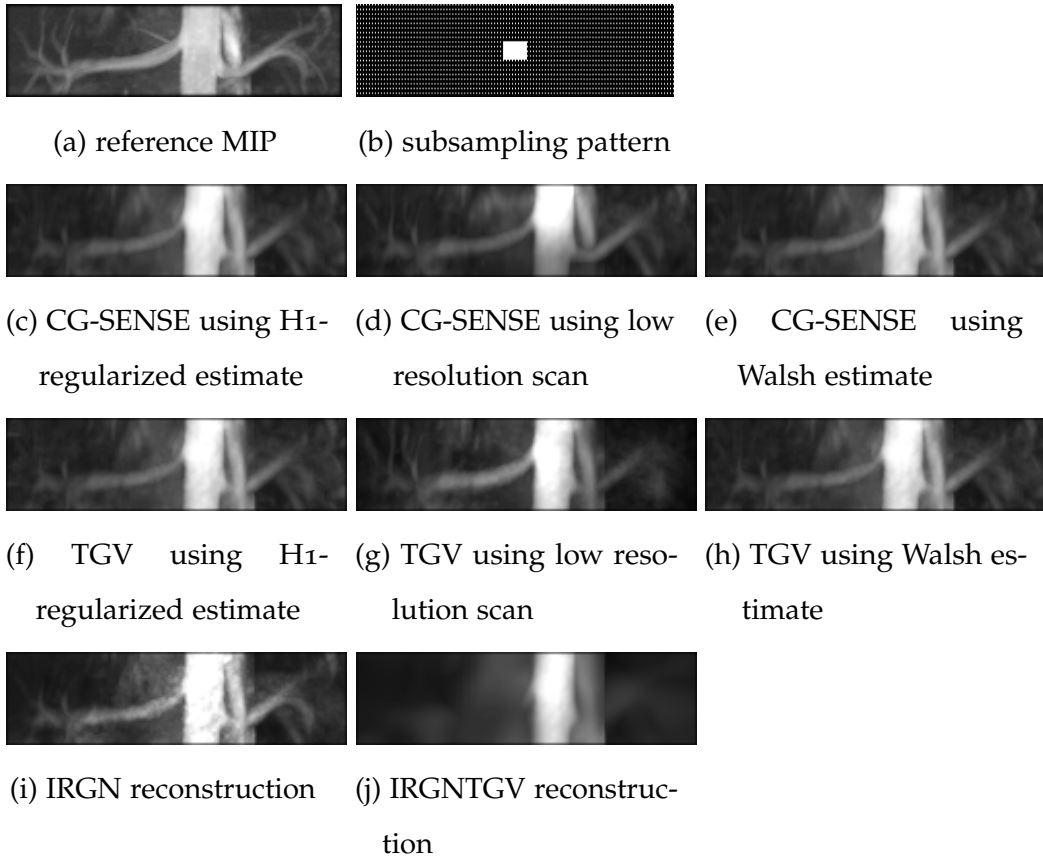 (a) reference MIP
(b) subsampling pattern
(c) CG-SENSE using H1-
regularized estimate
(d) CG-SENSE using low
resolution scan
(e) CG-SENSE using
Walsh estimate
(f) TGV using H1-
regularized estimate
(g) TGV using low reso-
lution scan
(h) TGV using Walsh es-
timate
(i) IRGN reconstruction
(j) IRGNTGV reconstruc-
tion